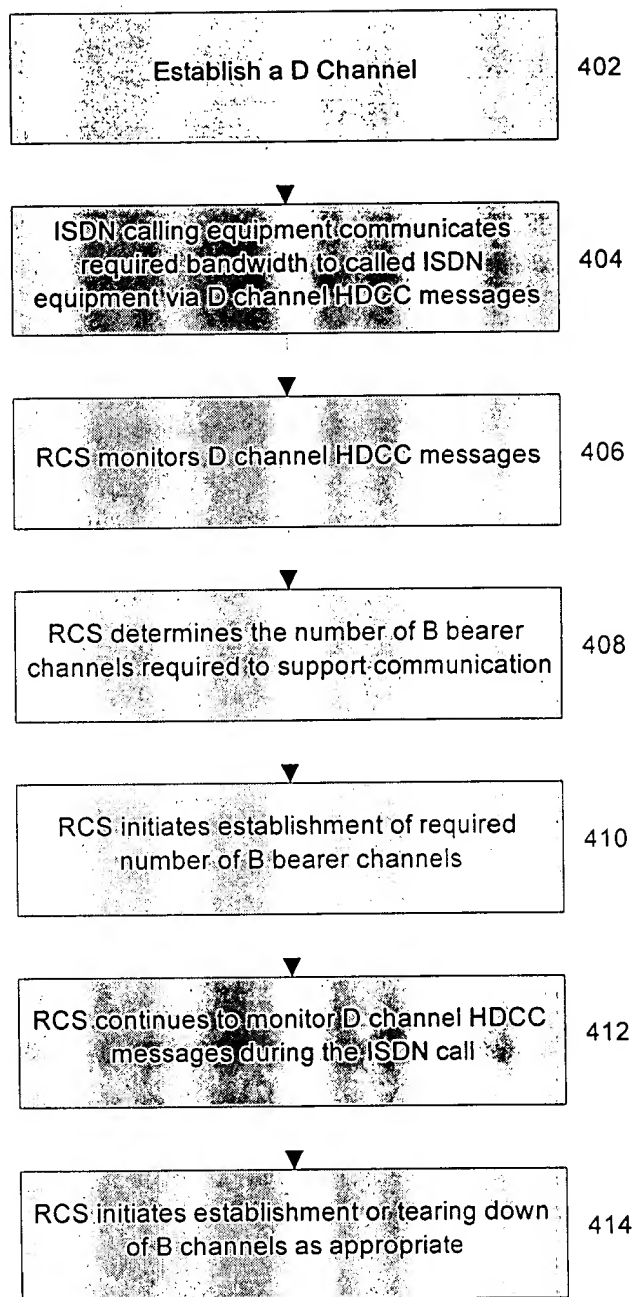 Establish a D Channel
402
ISDN calling equipment communicates
required bandwidth to called ISDN
equipment via D channel HDCC messages
404
RCS monitors D channel HDCC messages
406
RCS determines the number of B bearer
channels required to support communication
408
RCS initiates establishment of required
number of B bearer channels
410
RCS continues to monitor D channel HDCC
messages during the ISDN call
412
RCS initiates establishment or tearing down
of B channels as appropriate
414